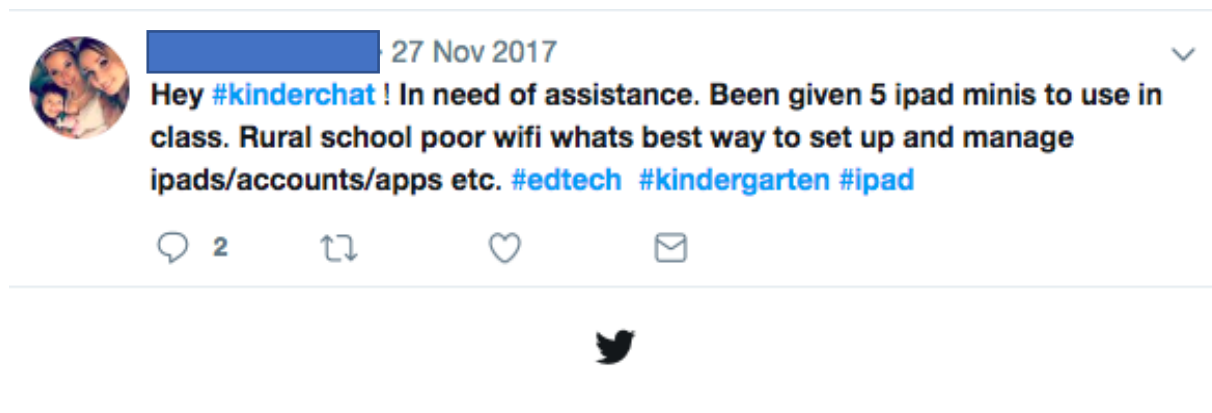 27 Nov 2017
Hey #kinderchat ! In need of assistance. Been given 5 ipad minis to use in
class. Rural school poor wifi whats best way to set up and manage
ipads/accounts/apps etc. #edtech #kindergarten #ipad
2